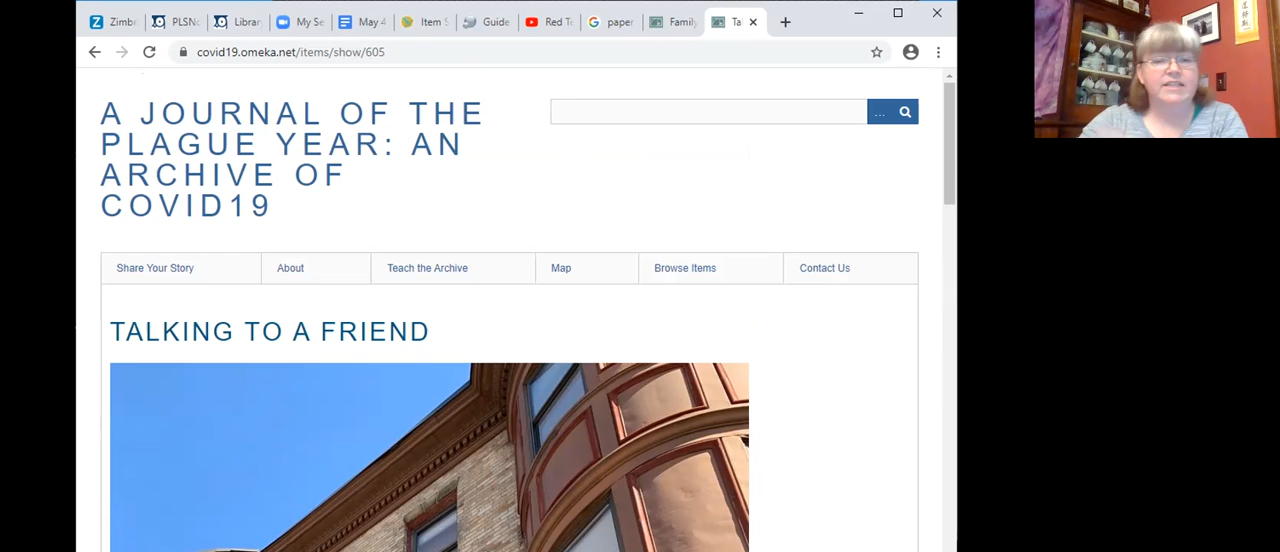 Zimb PLSNo Librar My Se May 4 Item S Guide Red T paper Family Ta
covid19.omeka.net/items/show/605
A JOURNAL OF THE
PLAGUE YEAR: AN
ARCHIVE OF
COVID19
...
Share Your Story About Teach the Archive Map Browse Items Contact Us
TALKING TO A FRIEND